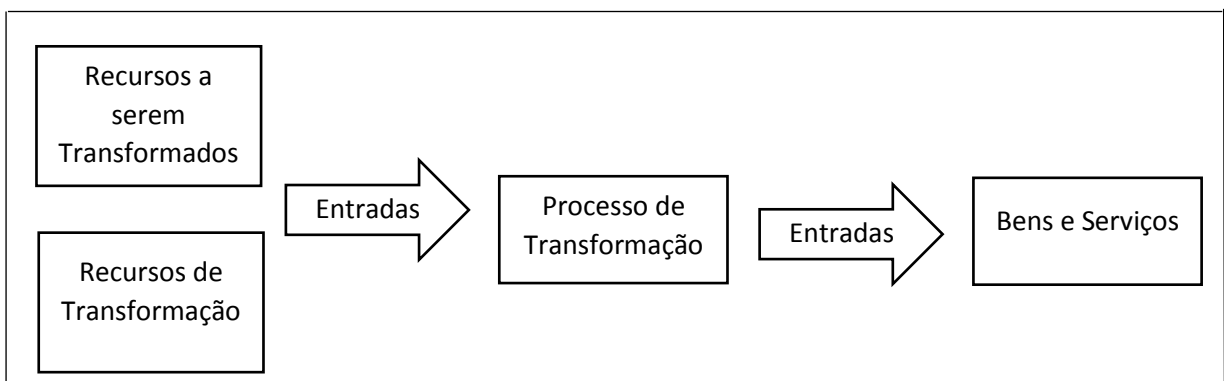 Recursos a
serem
Transformados
Recursos de
Transformação
Entradas
Processo de
Transformação
Entradas
Bens e Serviços